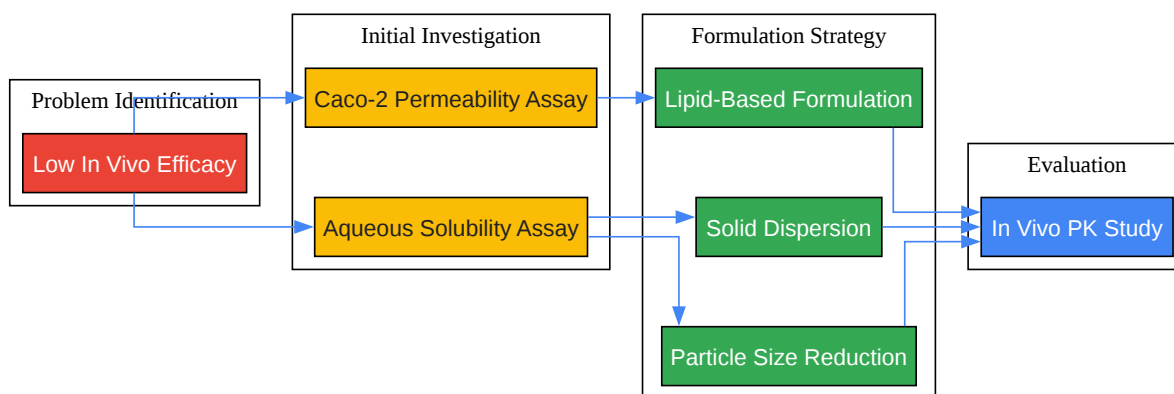 Problem Identification
Low In Vivo Efficacy
Initial Investigation
Caco-2 Permeability Assay
Aqueous Solubility Assay
Formulation Strategy
Lipid-Based Formulation
Solid Dispersion
Particle Size Reduction
Evaluation
In Vivo PK Study